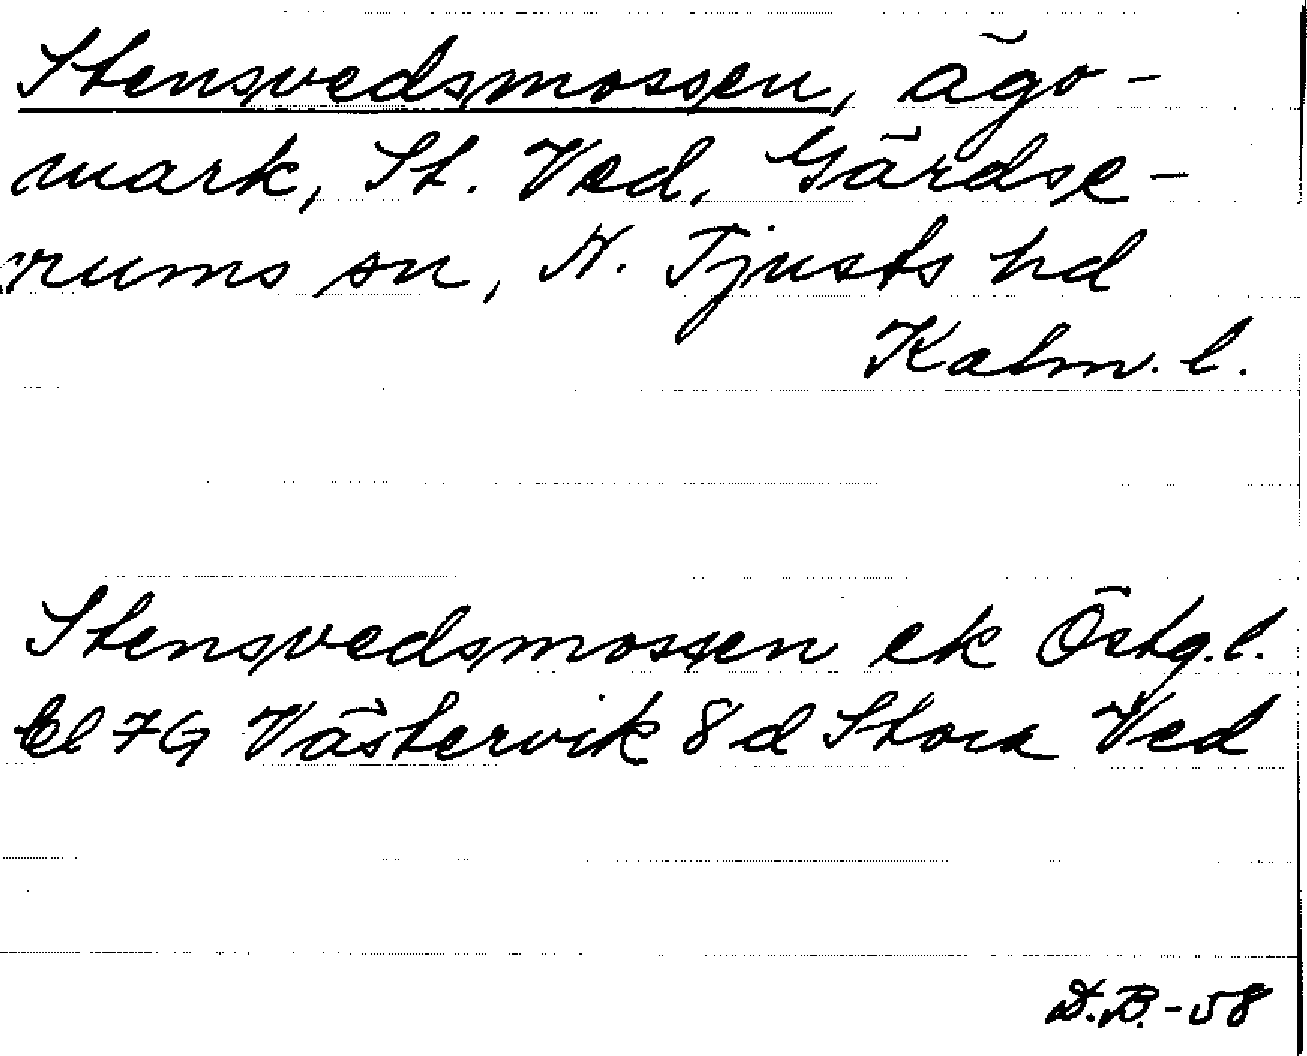 Stensvedsmossen, ägo-
mark, St. Ved, Gärdse-
rums sn, N. Tjusts hd
Kalm. l.
Stensvedsmossen ek Östg. l.
bl 7G Västervik 8 d Stora Ved
D.B.-58